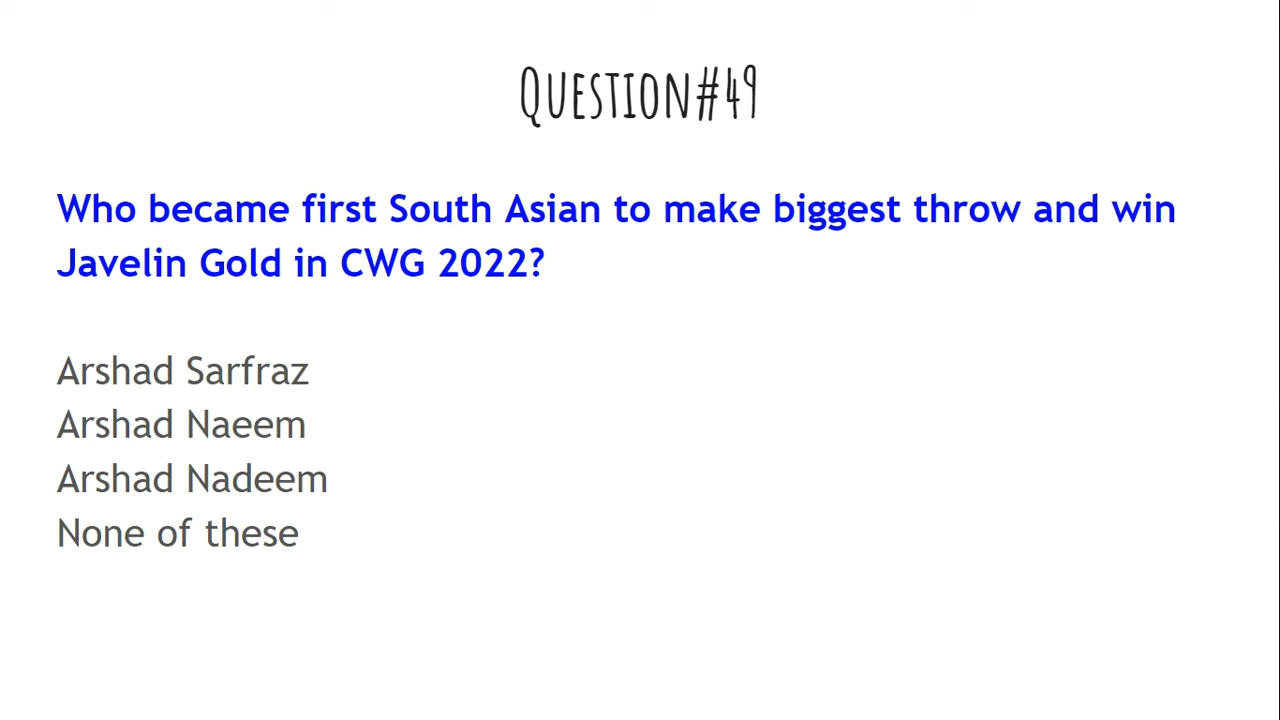 Question#49
Who became first South Asian to make biggest throw and win
Javelin Gold in CWG 2022?
Arshad Sarfraz
Arshad Naeem
Arshad Nadeem
None of these